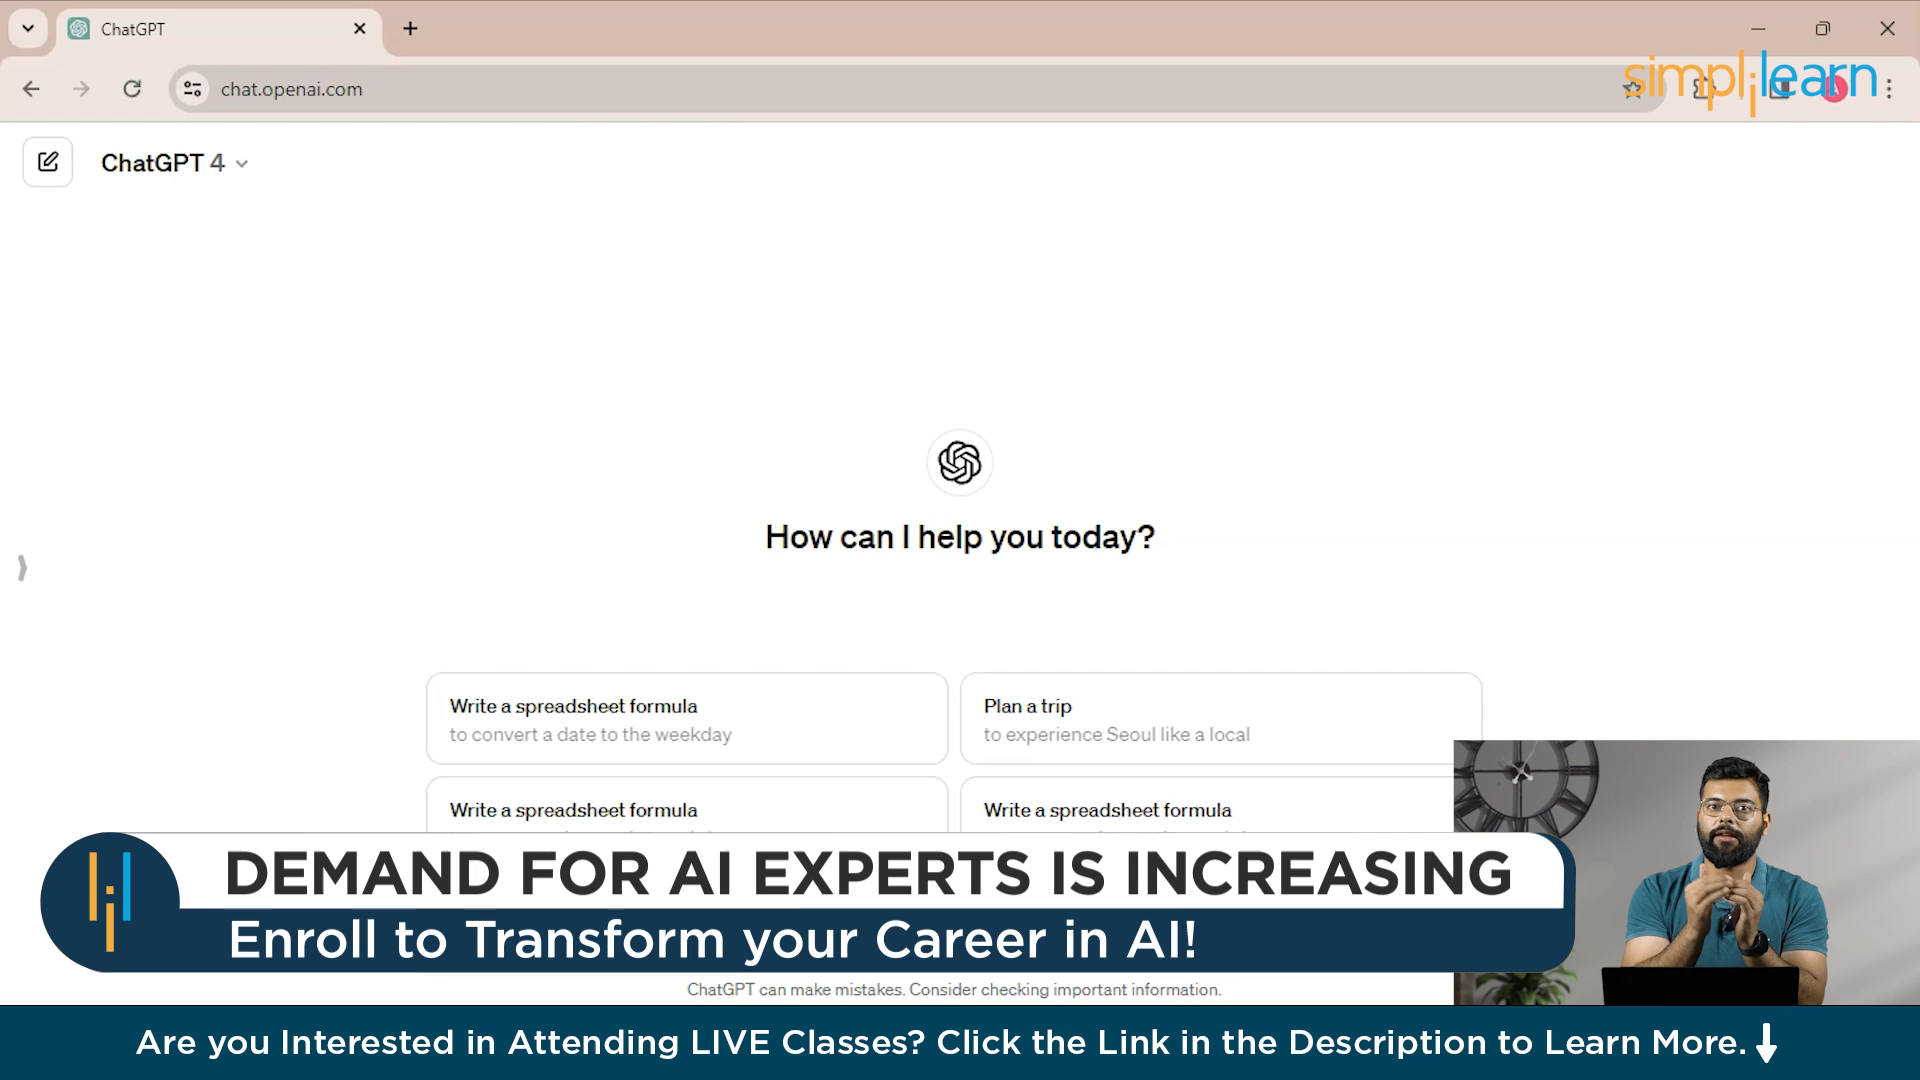 ChatGPT
chat.openai.com
simplilearn
ChatGPT 4
How can I help you today?
Write a spreadsheet formula
to convert a date to the weekday
Plan a trip
to experience Seoul like a local
Write a spreadsheet formula
Write a spreadsheet formula
DEMAND FOR AI EXPERTS IS INCREASING
Enroll to Transform your Career in AI!
ChatGPT can make mistakes. Consider checking important information.
Are you Interested in Attending LIVE Classes? Click the Link in the Description to Learn More.